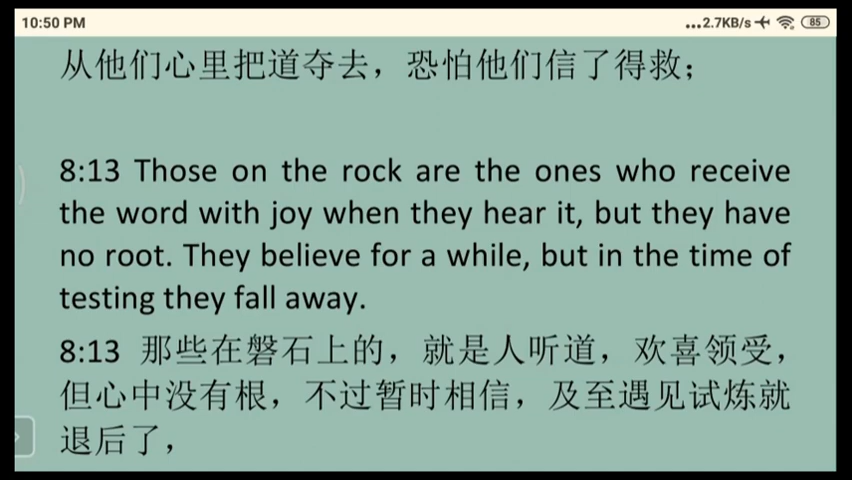 10:50 PM ...2.7KB/s 85
从他们心里把道夺去，恐怕他们信了得救；
8:13 Those on the rock are the ones who receive
the word with joy when they hear it, but they have
no root. They believe for a while, but in the time of
testing they fall away.
8:13 那些在磐石上的，就是人听道，欢喜领受，
但心中没有根，不过暂时相信，及至遇见试炼就
退后了，